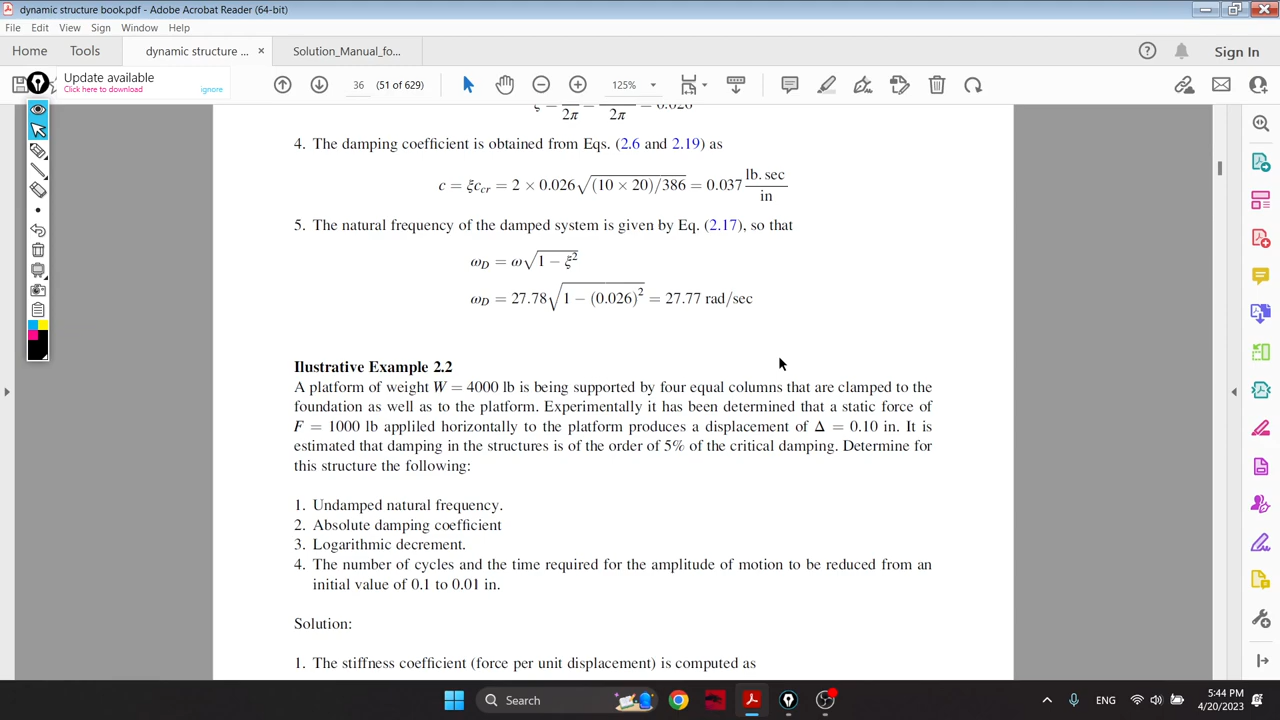 dynamic structure book.pdf - Adobe Acrobat Reader (64-bit)
File Edit View Sign Window Help
Home Tools dynamic structure ... × Solution_Manual_fo... Sign In
Update available
Click here to download ignore
36 (51 of 629) 125%
2π 2π
4. The damping coefficient is obtained from Eqs. (2.6 and 2.19) as
c = ξc_cr = 2 × 0.026√(10 × 20)/386 = 0.037 lb. sec
in
5. The natural frequency of the damped system is given by Eq. (2.17), so that
ω_D = ω√1 − ξ²
ω_D = 27.78√1 − (0.026)² = 27.77 rad/sec
Ilustrative Example 2.2
A platform of weight W = 4000 lb is being supported by four equal columns that are clamped to the
foundation as well as to the platform. Experimentally it has been determined that a static force of
F = 1000 lb appliled horizontally to the platform produces a displacement of Δ = 0.10 in. It is
estimated that damping in the structures is of the order of 5% of the critical damping. Determine for
this structure the following:
1. Undamped natural frequency.
2. Absolute damping coefficient
3. Logarithmic decrement.
4. The number of cycles and the time required for the amplitude of motion to be reduced from an
initial value of 0.1 to 0.01 in.
Solution:
1. The stiffness coefficient (force per unit displacement) is computed as
Search ENG 5:44 PM
4/20/2023